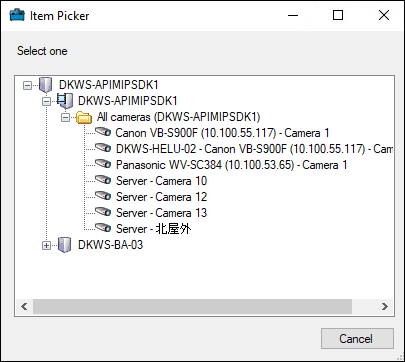 Item Picker
Select one
DKWS-APIMIPSDK1
DKWS-APIMIPSDK1
All cameras (DKWS-APIMIPSDK1)
Canon VB-S900F (10.100.55.117) - Camera 1
DKWS-HELU-02 - Canon VB-S900F (10.100.55.117) - Cam
Panasonic WV-SC384 (10.100.53.65) - Camera 1
Server - Camera 10
Server - Camera 12
Server - Camera 13
Server - 北屋外
DKWS-BA-03
Cancel